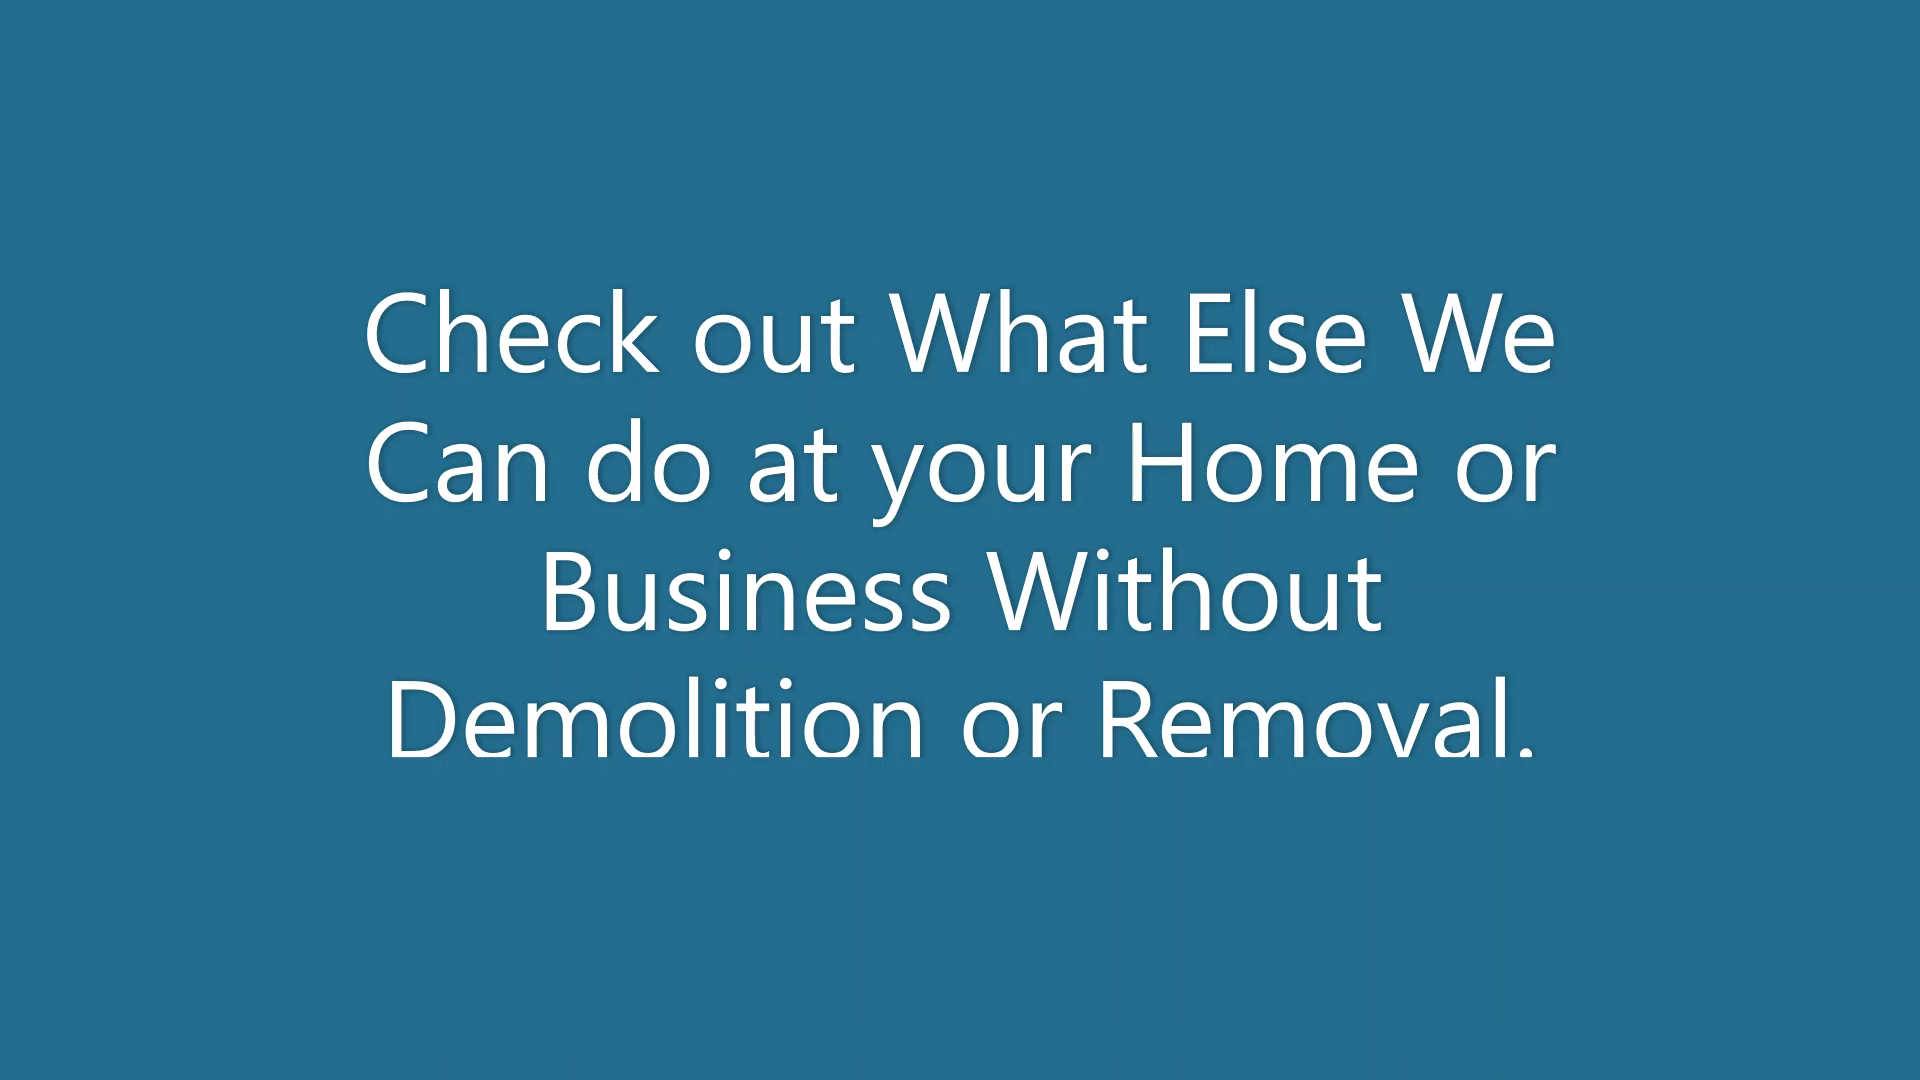 Check out What Else We
Can do at your Home or
Business Without
Demolition or Removal.